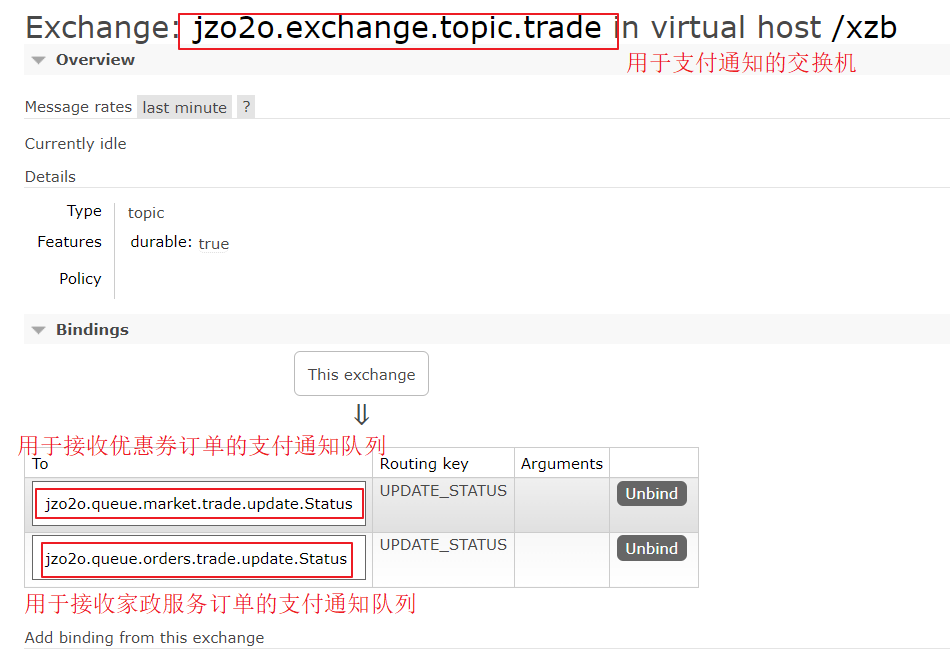 Exchange: jzo2o.exchange.topic.trade in virtual host /xzb
用于支付通知的交换机
Overview
Message rates last minute ?
Currently idle
Details
Type topic
Features durable: true
Policy
Bindings
This exchange
⇓
用于接收优惠券订单的支付通知队列
To Routing key Arguments
jzo2o.queue.market.trade.update.Status UPDATE_STATUS Unbind
jzo2o.queue.orders.trade.update.Status UPDATE_STATUS Unbind
用于接收家政服务订单的支付通知队列
Add binding from this exchange